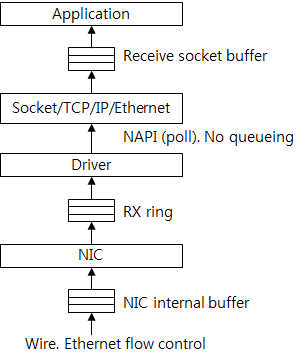 Application
Receive socket buffer
Socket/TCP/IP/Ethernet
NAPI (poll). No queueing
Driver
RX ring
NIC
NIC internal buffer
Wire. Ethernet flow control